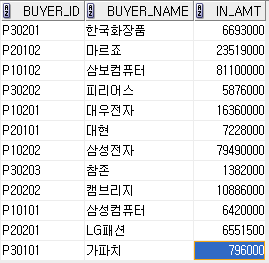 BUYER_ID BUYER_NAME IN_AMT
P30201 한국화장품 6693000
P20102 마르죠 23519000
P10102 삼보컴퓨터 81100000
P30202 피리어스 5876000
P10201 대우전자 16360000
P20101 대현 7228000
P10202 삼성전자 79490000
P30203 참존 1382000
P20202 캠브리지 10886000
P10101 삼성컴퓨터 6420000
P20201 LG패션 6551500
P30101 가파치 796000